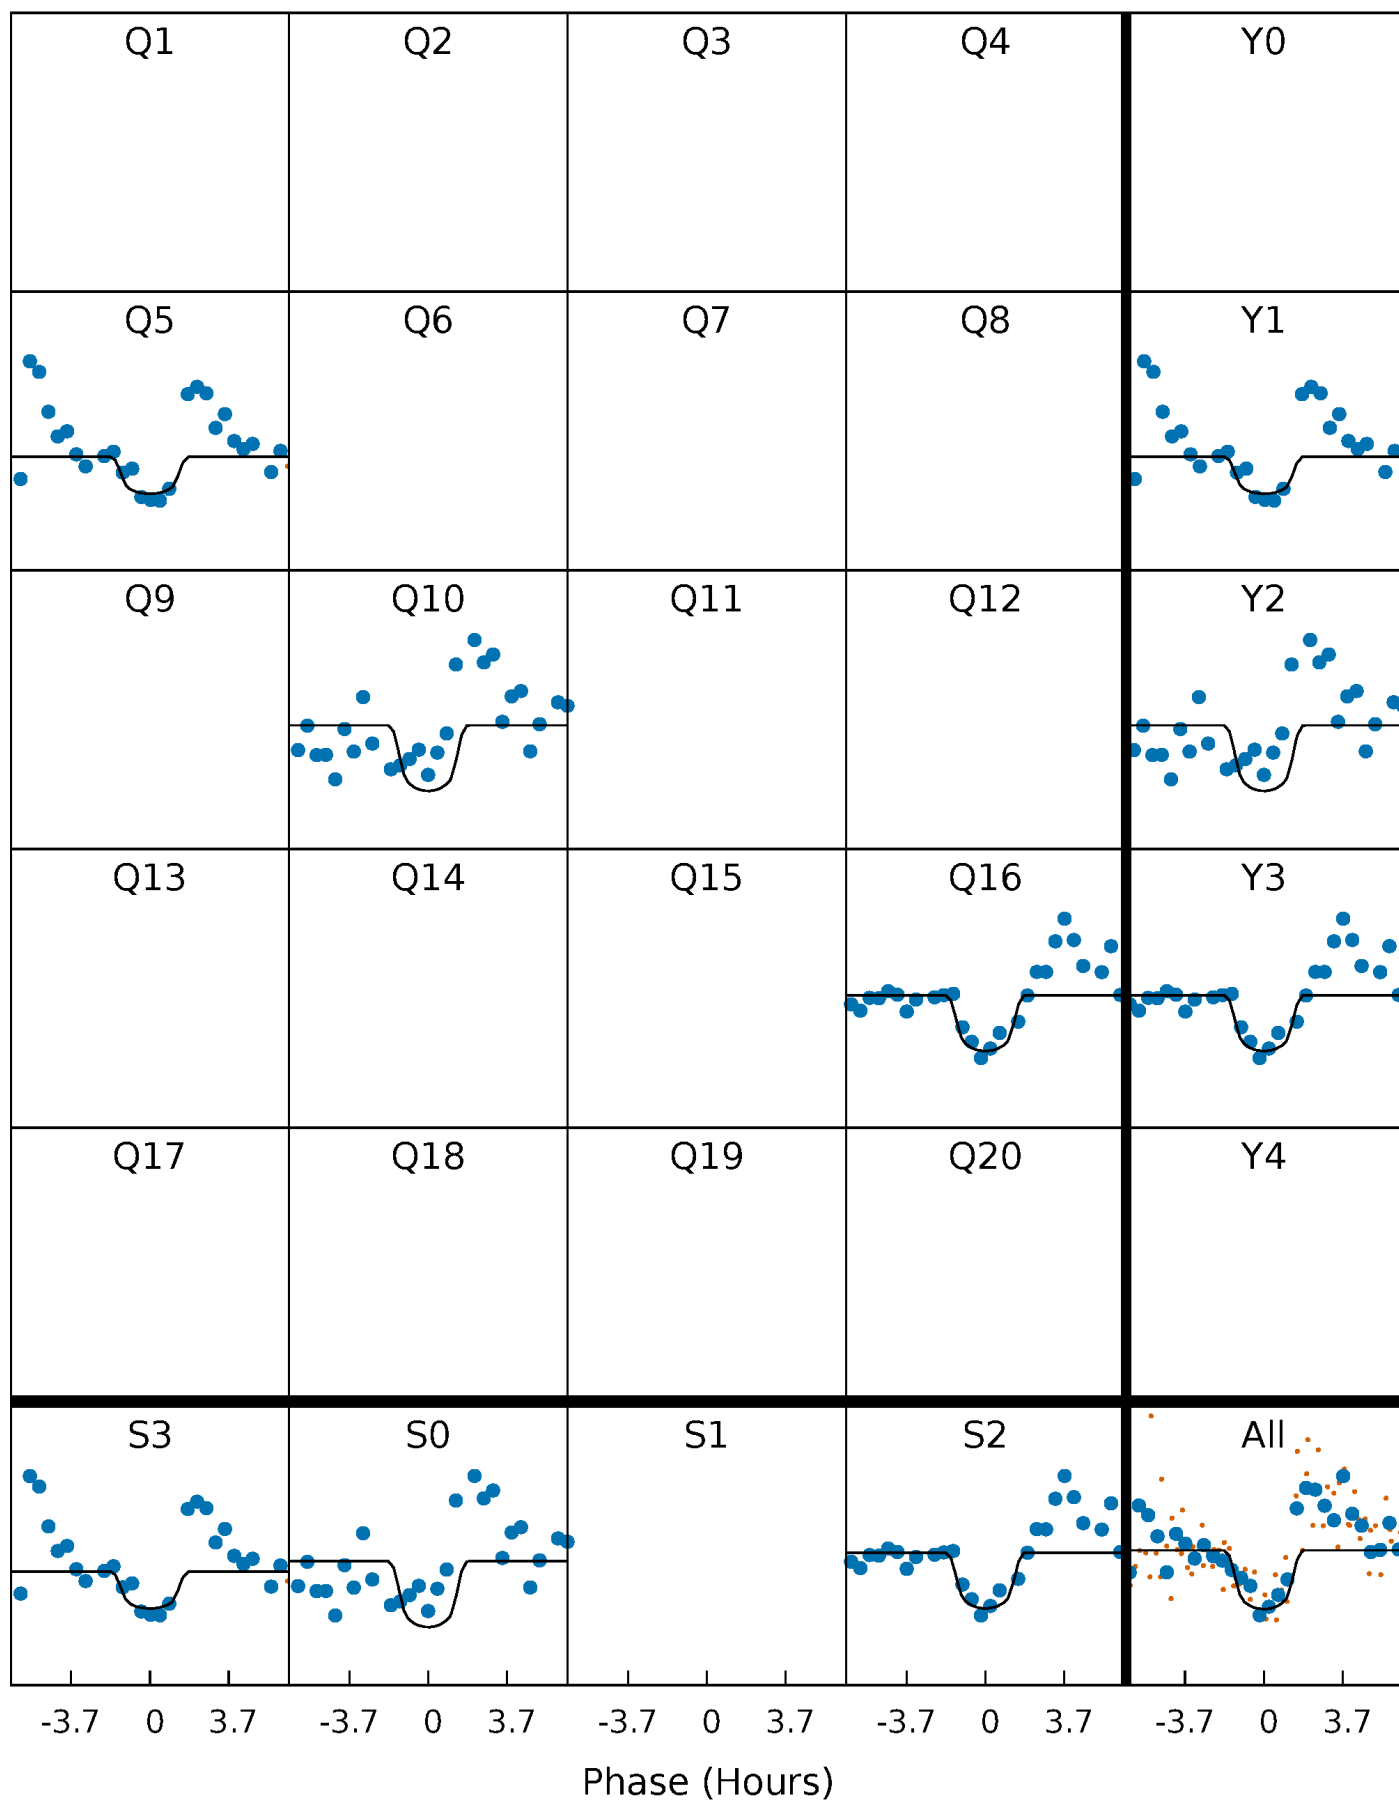 Q1 Q2 Q3 Q4 Y0
Q5 Q6 Q7 Q8 Y1
Q9 Q10 Q11 Q12 Y2
Q13 Q14 Q15 Q16 Y3
Q17 Q18 Q19 Q20 Y4
S3 S0 S1 S2 All
-3.7 0 3.7 -3.7 0 3.7 -3.7 0 3.7 -3.7 0 3.7 -3.7 0 3.7
Phase (Hours)